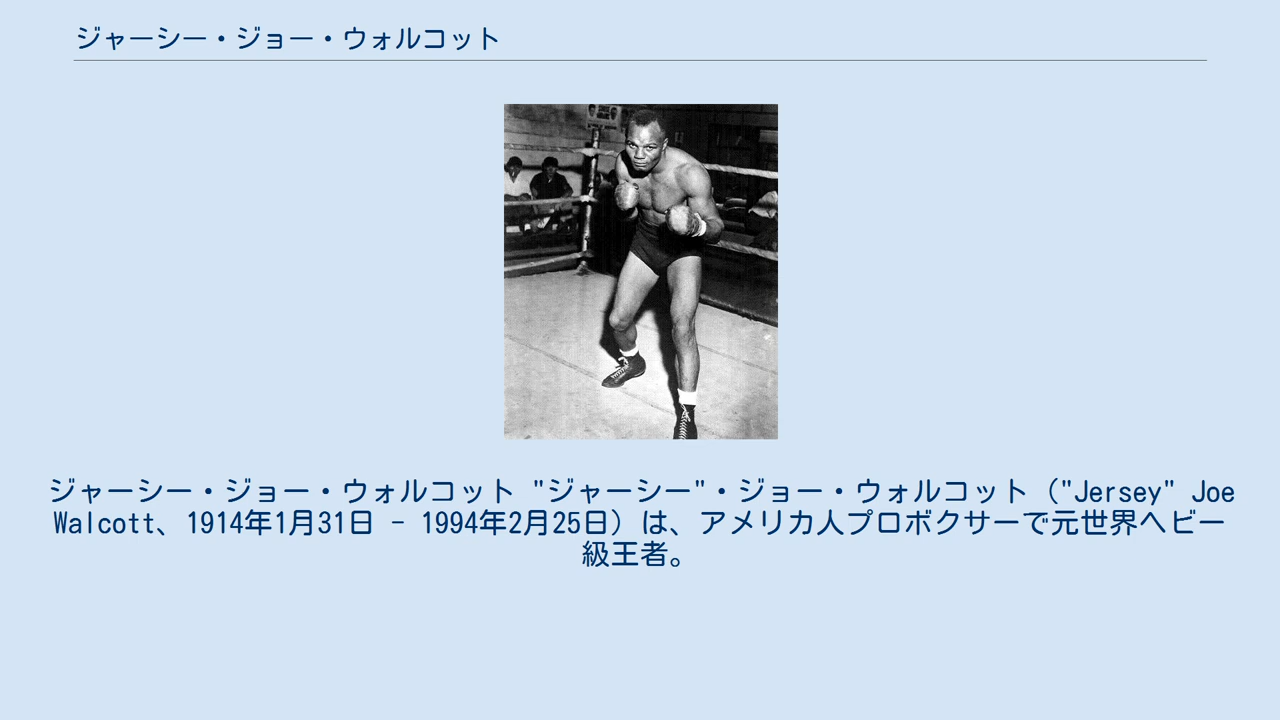 ジャーシー・ジョー・ウォルコット
ジャーシー・ジョー・ウォルコット "ジャーシー"・ジョー・ウォルコット（"Jersey" Joe
Walcott、1914年1月31日 - 1994年2月25日）は、アメリカ人プロボクサーで元世界ヘビー
級王者。